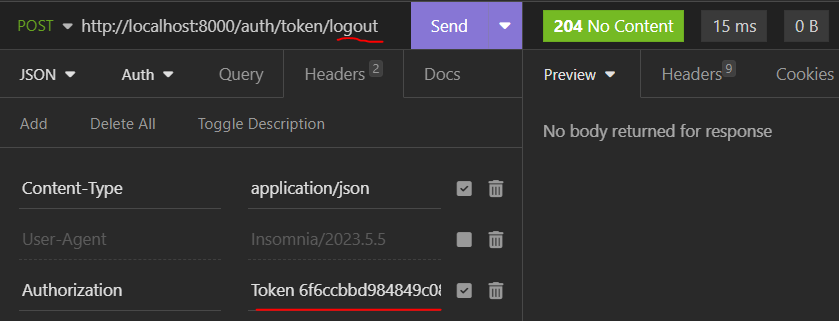 POST http://localhost:8000/auth/token/logout Send 204 No Content 15 ms 0 B
JSON Auth Query Headers 2 Docs Preview Headers 9 Cookies
Add Delete All Toggle Description
No body returned for response
Content-Type application/json
User-Agent Insomnia/2023.5.5
Authorization Token 6f6ccbbd984849c08